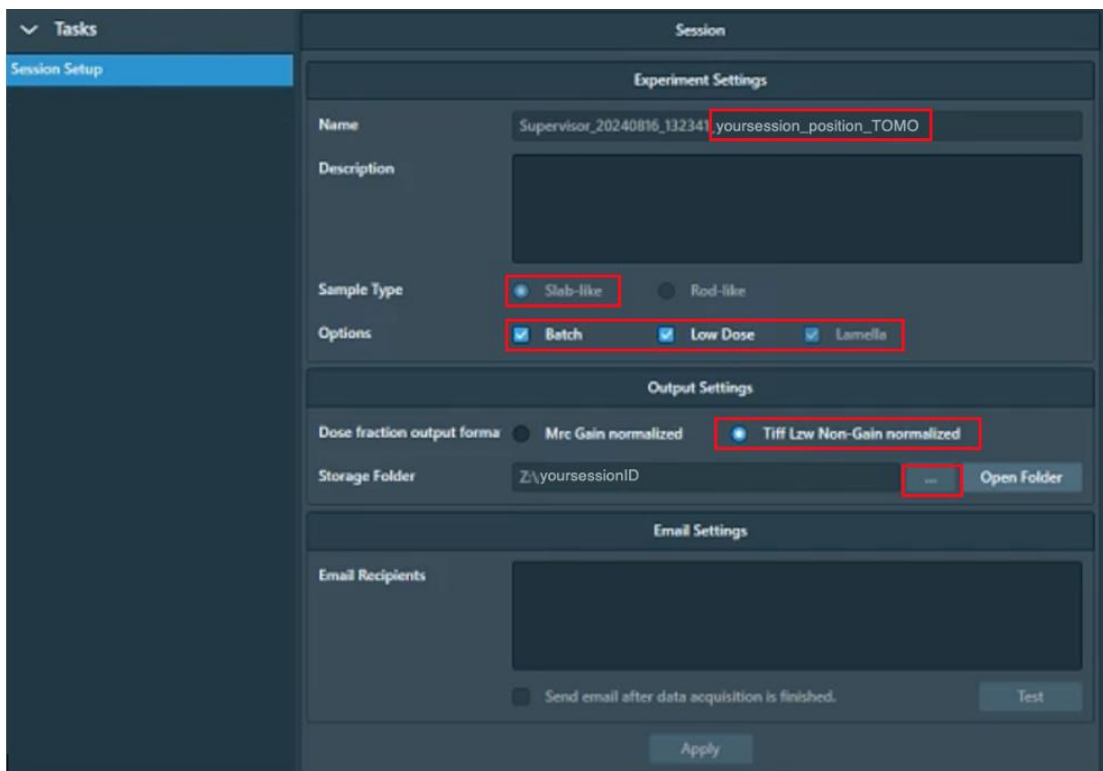 Tasks
Session
Session Setup
Experiment Settings
Name Supervisor_20240816_132341_yoursession_position_TOMO
Description
Sample Type Slab-like Rod-like
Options Batch Low Dose Lamella
Output Settings
Dose fraction output forma Mrc Gain normalized Tiff Lzw Non-Gain normalized
Storage Folder Z:\yoursessionID ... Open Folder
Email Settings
Email Recipients
Send email after data acquisition is finished. Test
Apply